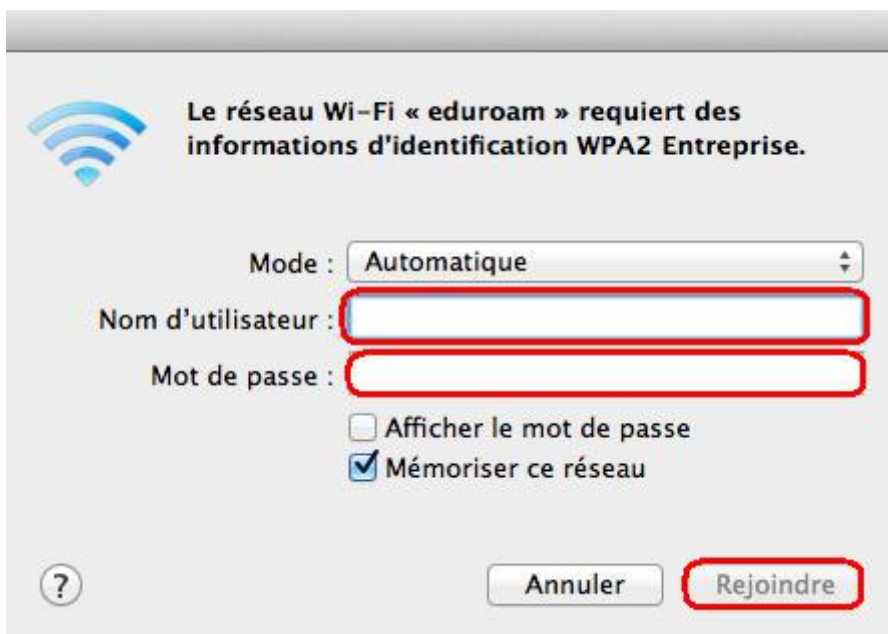 Le réseau Wi-Fi « eduroam » requiert des
informations d'identification WPA2 Entreprise.
Mode : Automatique
Nom d'utilisateur :
Mot de passe :
Afficher le mot de passe
Mémoriser ce réseau
? Annuler Rejoindre